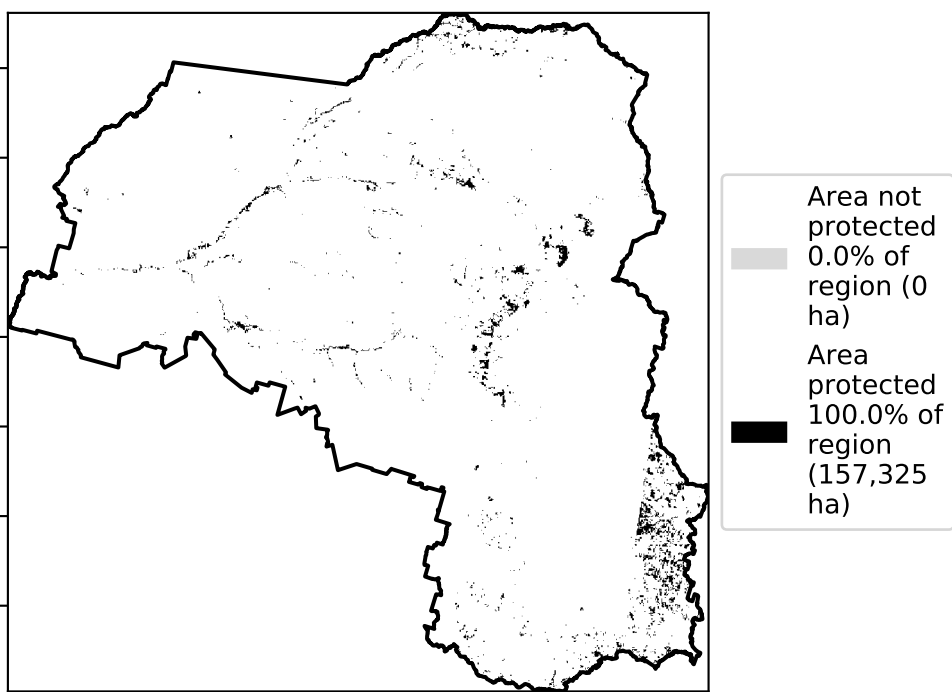 Area not
protected
0.0% of
region (0
ha)
Area
protected
100.0% of
region
(157,325
ha)